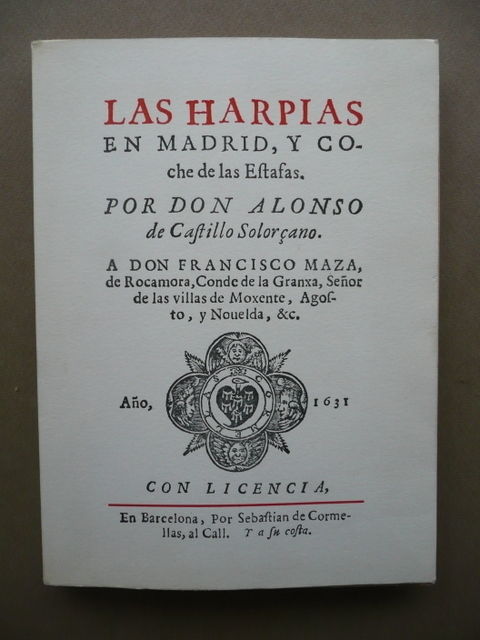 LAS HARPIAS
EN MADRID, Y CO-
che de las Eſtafas.
POR DON ALONSO
de Caſtillo Solorçano.
A DON FRANCISCO MAZA,
de Rocamora, Conde de la Granxa, Señor
de las villas de Moxente, Agoſ-
to, y Nouelda, &c.
Año, 1631
CON LICENCIA,
En Barcelona, Por Sebaſtian de Corme-
llas, al Call. Y a ſu coſta.